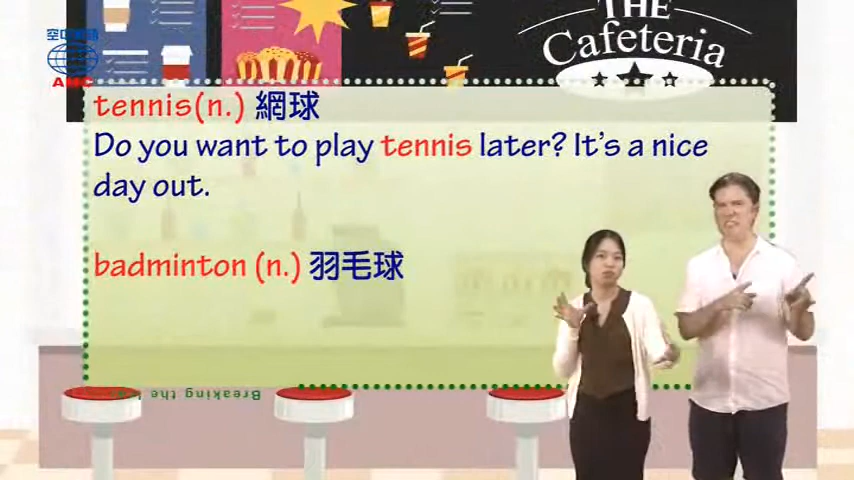 THE
Cafeteria
空中英語
AMC
tennis(n.) 網球
Do you want to play tennis later? It's a nice
day out.
badminton (n.) 羽毛球
Breaking the